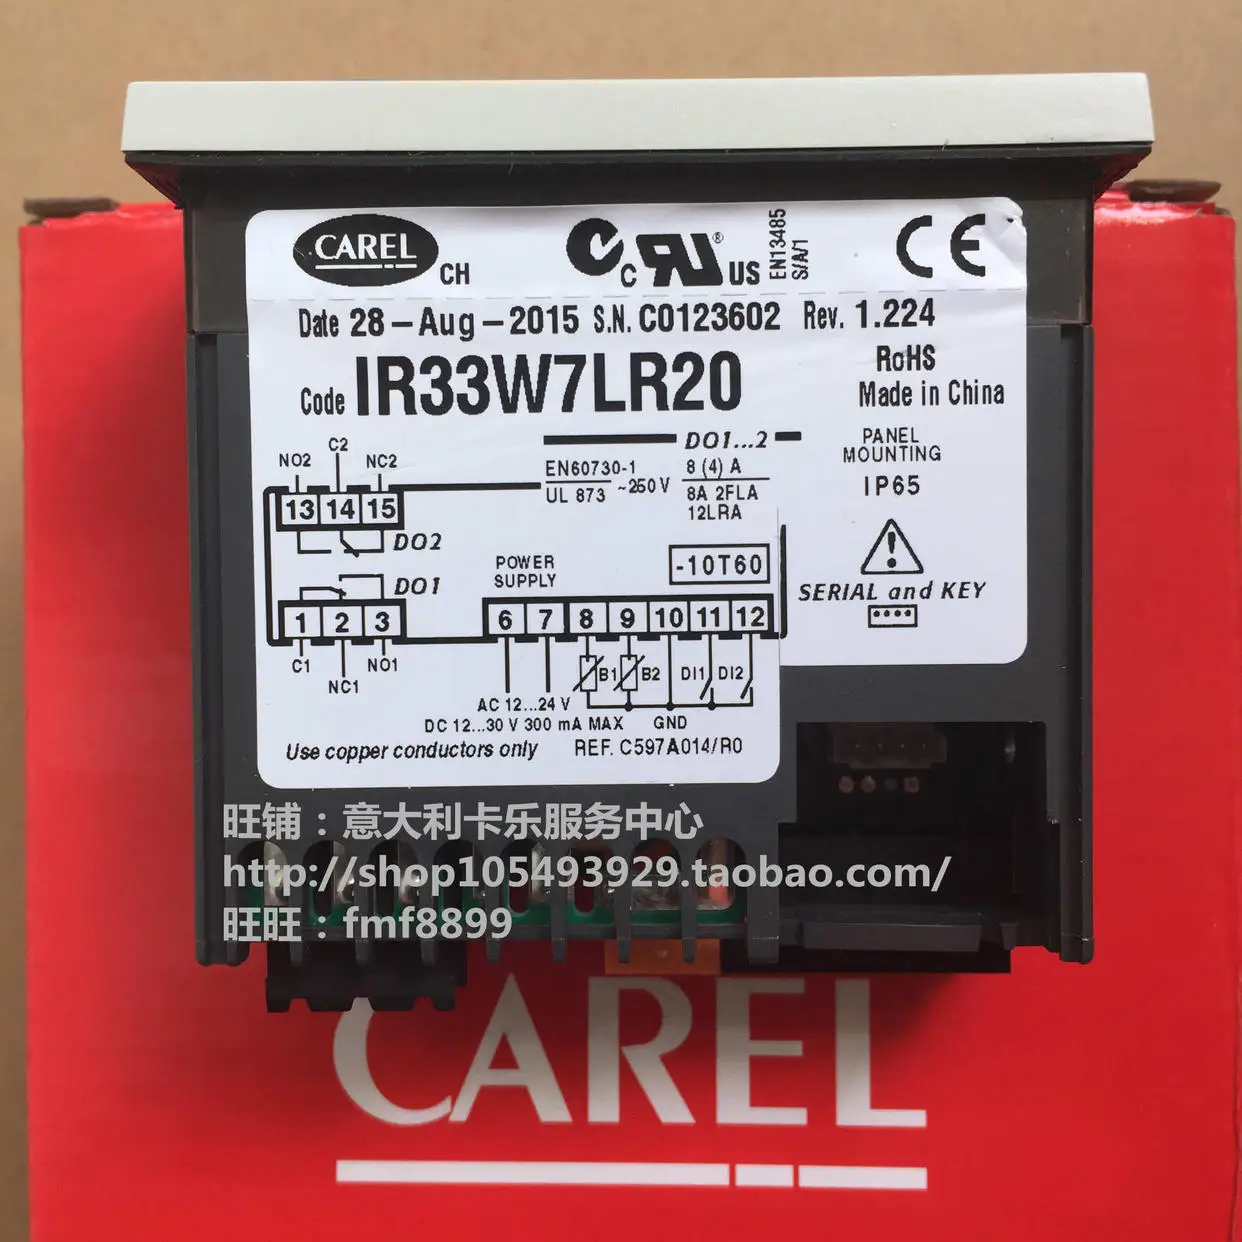 CAREL CH
C RU® US
EN13485
S/A/1
CE
Date 28-Aug-2015 S.N. C0123602 Rev. 1.224
Code IR33W7LR20
RoHS
Made in China
DO1...2
EN60730-1
UL 873
~250V
8 (4) A
8A 2FLA
12LRA
PANEL
MOUNTING
IP65
C2
NO2 NC2
13 14 15
DO2
DO1
1 2 3
C1 NO1
NC1
POWER
SUPPLY
-10T60
6 7 8 9 10 11 12
B1 B2 DI1 DI2
AC 12...24 V
DC 12...30 V 300 mA MAX GND
Use copper conductors only REF. C597A014/R0
SERIAL and KEY
旺铺：意大利卡乐服务中心
http://shop105493929.taobao.com/
旺旺：fmf8899
CAREL